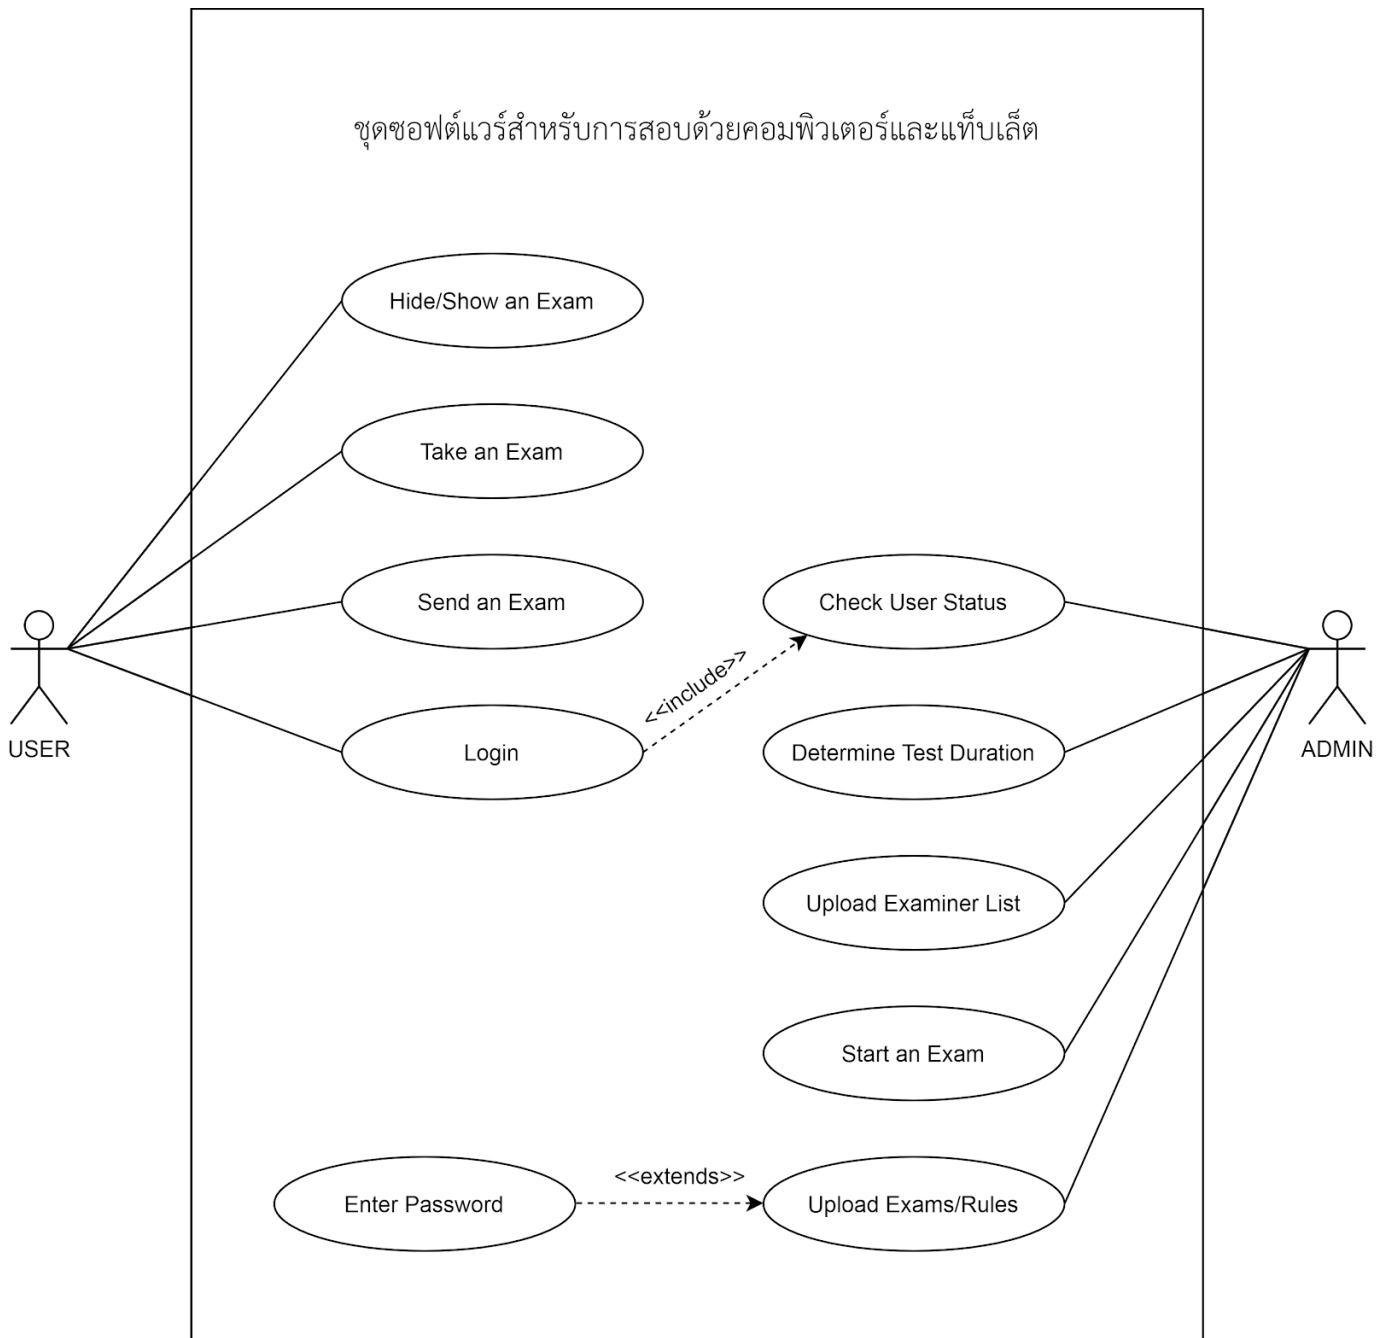 ชุดซอฟต์แวร์สำหรับการสอบด้วยคอมพิวเตอร์และแท็บเล็ต
Hide/Show an Exam
Take an Exam
Send an Exam
Check User Status
<<include>>
USER
Login
Determine Test Duration
ADMIN
Upload Examiner List
Start an Exam
<<extends>>
Enter Password
Upload Exams/Rules